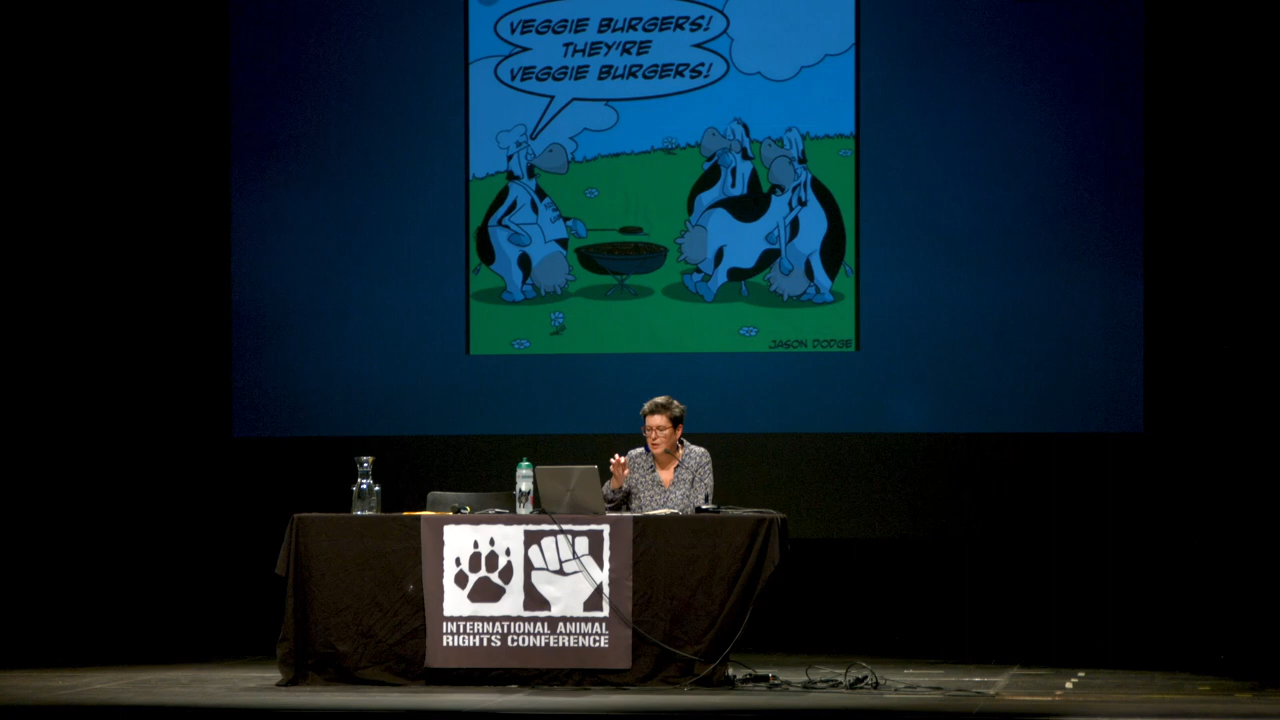 VEGGIE BURGERS!
THEY'RE
VEGGIE BURGERS!
JASON DODGE
INTERNATIONAL ANIMAL
RIGHTS CONFERENCE